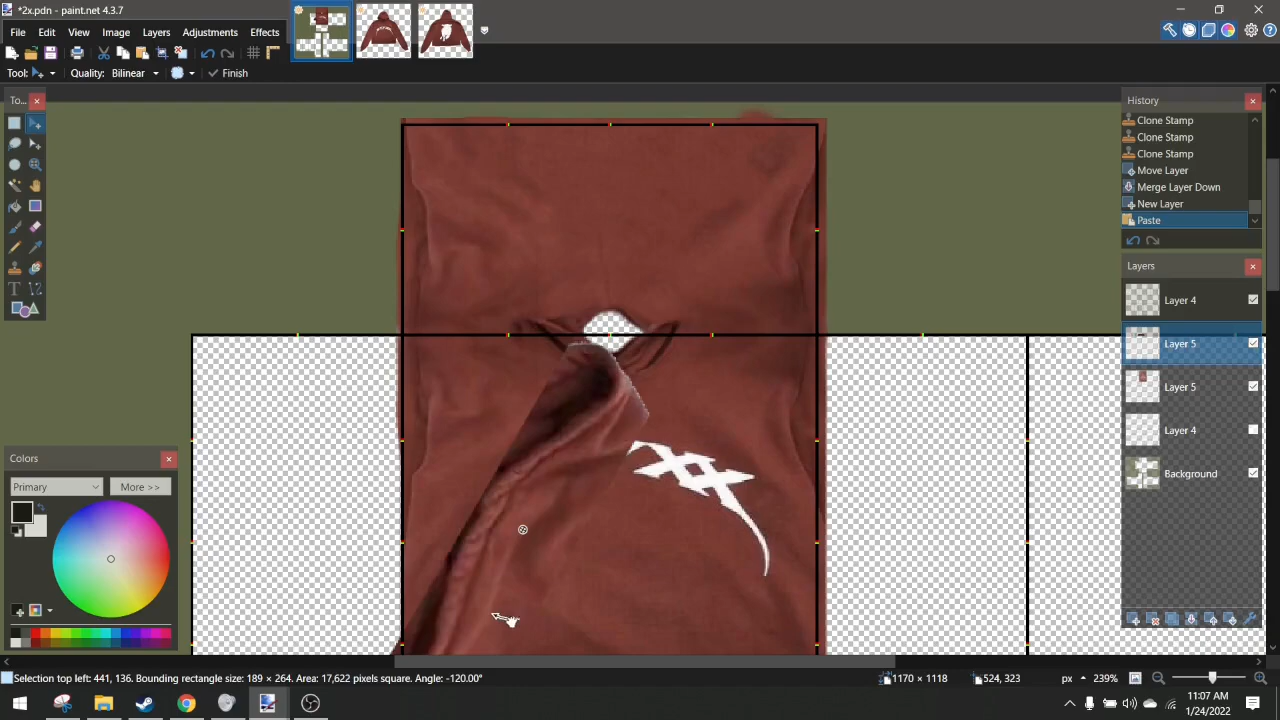 *2x.pdn - paint.net 4.3.7
File Edit View Image Layers Adjustments Effects
Tool: Quality: Bilinear Finish
To...
History
Clone Stamp
Clone Stamp
Clone Stamp
Move Layer
Merge Layer Down
New Layer
Paste
Layers
Layer 4
Layer 5
Layer 5
Layer 4
Background
Colors
Primary More >>
Selection top left: 441, 136. Bounding rectangle size: 189 × 264. Area: 17,622 pixels square. Angle: -120.00° 1170 × 1118 524, 323 px 239%
11:07 AM
1/24/2022